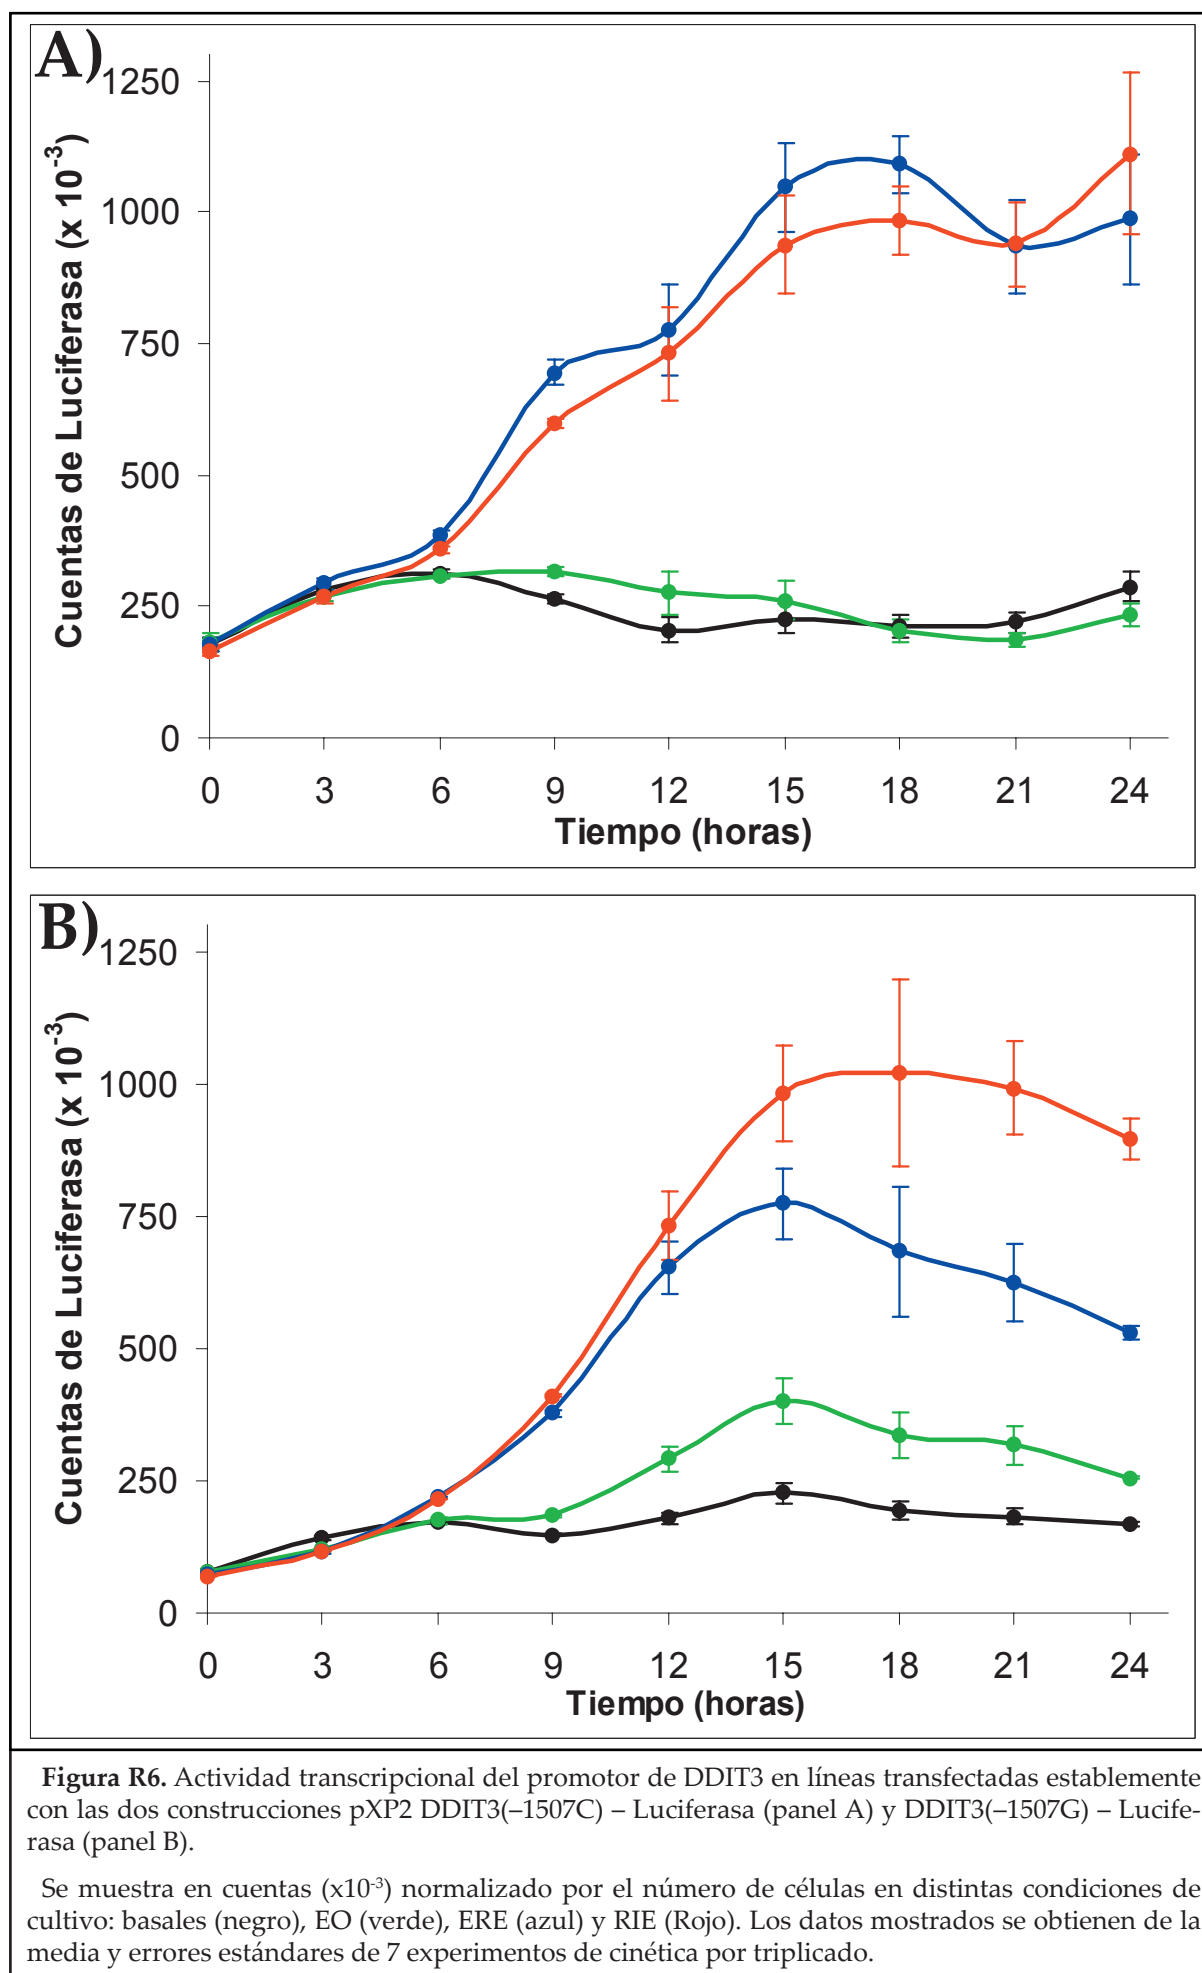 A)
1250
1000
750
500
250
0
Cuentas de Luciferasa (x 10⁻³)
0 3 6 9 12 15 18 21 24
Tiempo (horas)
B)
1250
1000
750
500
250
0
Cuentas de Luciferasa (x 10⁻³)
0 3 6 9 12 15 18 21 24
Tiempo (horas)
Figura R6. Actividad transcripcional del promotor de DDIT3 en líneas transfectadas establemente
con las dos construcciones pXP2 DDIT3(–1507C) – Luciferasa (panel A) y DDIT3(–1507G) – Lucife-
rasa (panel B).
Se muestra en cuentas (x10⁻³) normalizado por el número de células en distintas condiciones de
cultivo: basales (negro), EO (verde), ERE (azul) y RIE (Rojo). Los datos mostrados se obtienen de la
media y errores estándares de 7 experimentos de cinética por triplicado.